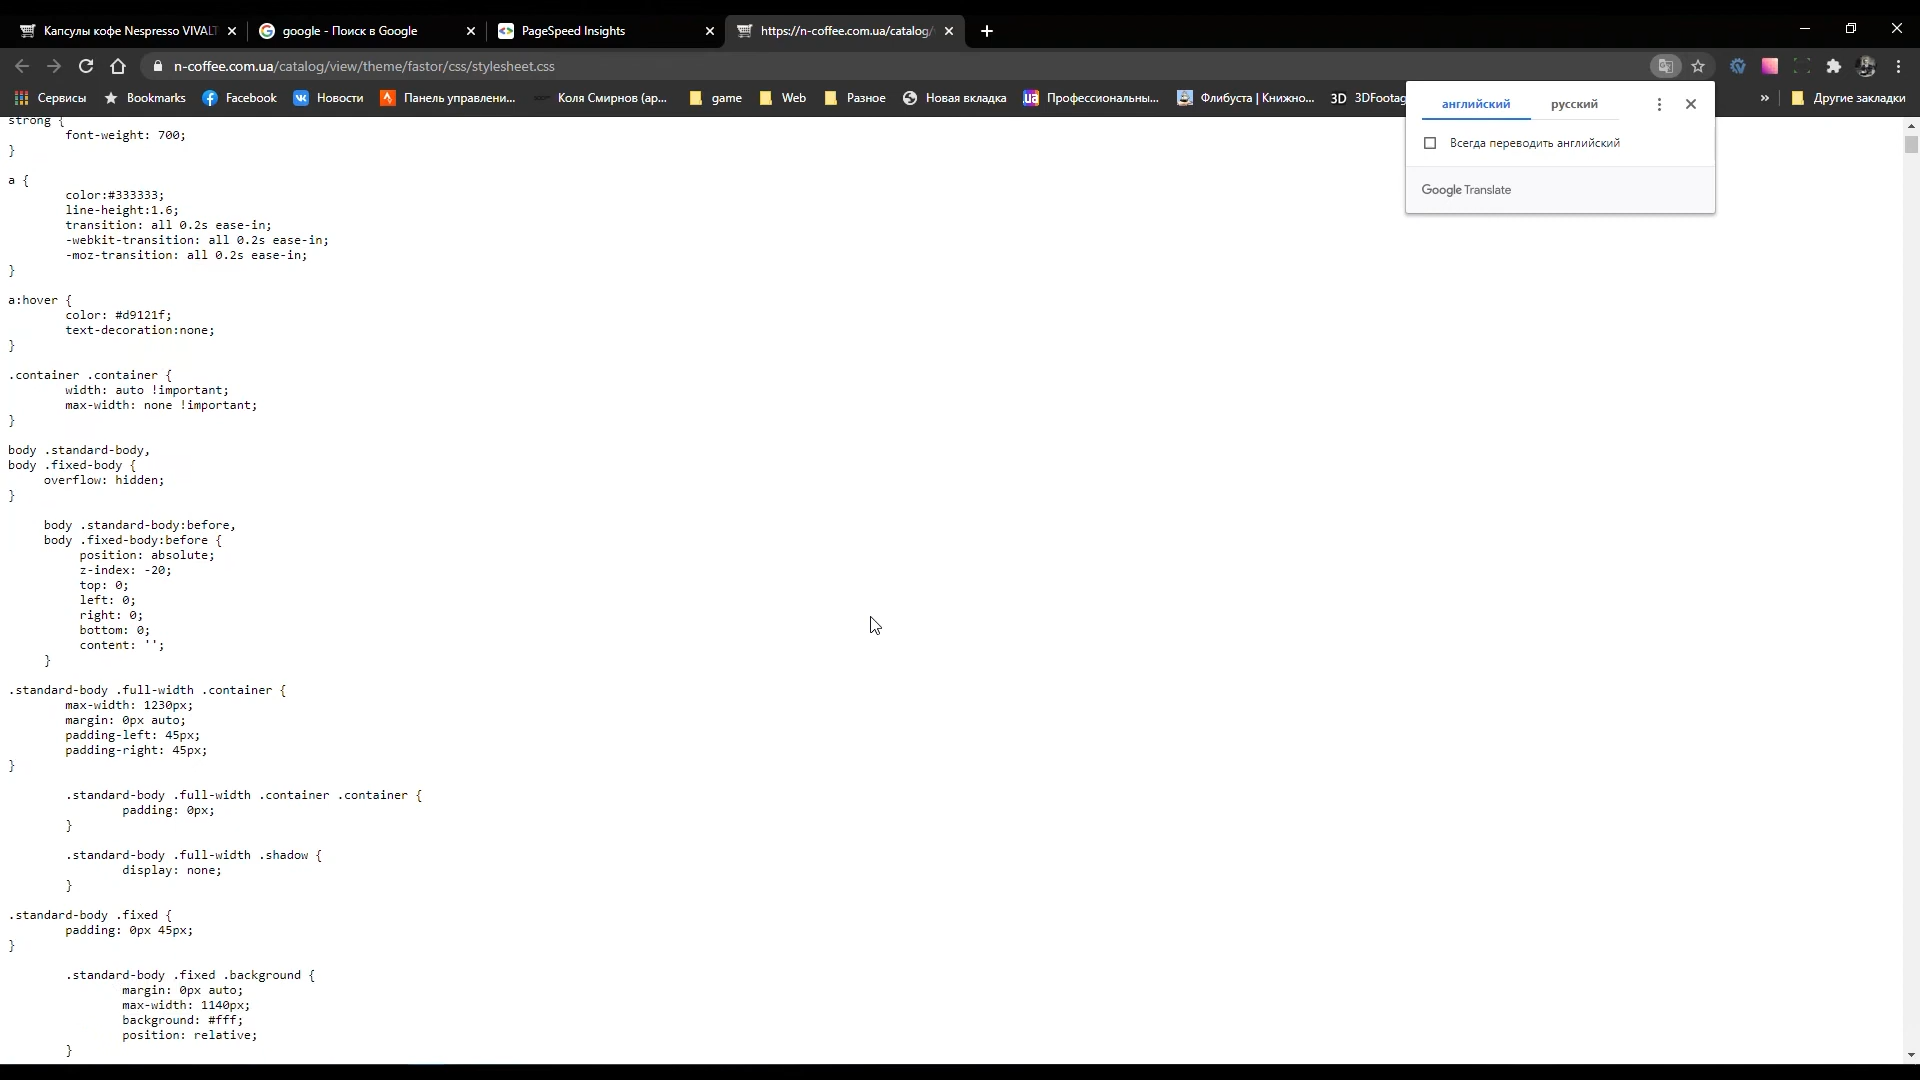 Капсулы кофе Nespresso VIVALT
google - Поиск в Google
PageSpeed Insights
https://n-coffee.com.ua/catalog/
n-coffee.com.ua/catalog/view/theme/fastor/css/stylesheet.css
Сервисы
Bookmarks
Facebook
Новости
Панель управлени...
Коля Смирнов (ар...
game
Web
Разное
Новая вкладка
Профессиональны...
Флибуста | Книжно...
3D 3DFootag
»
Другие закладки
английский
русский
Всегда переводить английский
Google Translate
strong {
font-weight: 700;
}
a {
color:#333333;
line-height:1.6;
transition: all 0.2s ease-in;
-webkit-transition: all 0.2s ease-in;
-moz-transition: all 0.2s ease-in;
}
a:hover {
color: #d9121f;
text-decoration:none;
}
.container .container {
width: auto !important;
max-width: none !important;
}
body .standard-body,
body .fixed-body {
overflow: hidden;
}
body .standard-body:before,
body .fixed-body:before {
position: absolute;
z-index: -20;
top: 0;
left: 0;
right: 0;
bottom: 0;
content: '';
}
.standard-body .full-width .container {
max-width: 1230px;
margin: 0px auto;
padding-left: 45px;
padding-right: 45px;
}
.standard-body .full-width .container .container {
padding: 0px;
}
.standard-body .full-width .shadow {
display: none;
}
.standard-body .fixed {
padding: 0px 45px;
}
.standard-body .fixed .background {
margin: 0px auto;
max-width: 1140px;
background: #fff;
position: relative;
}